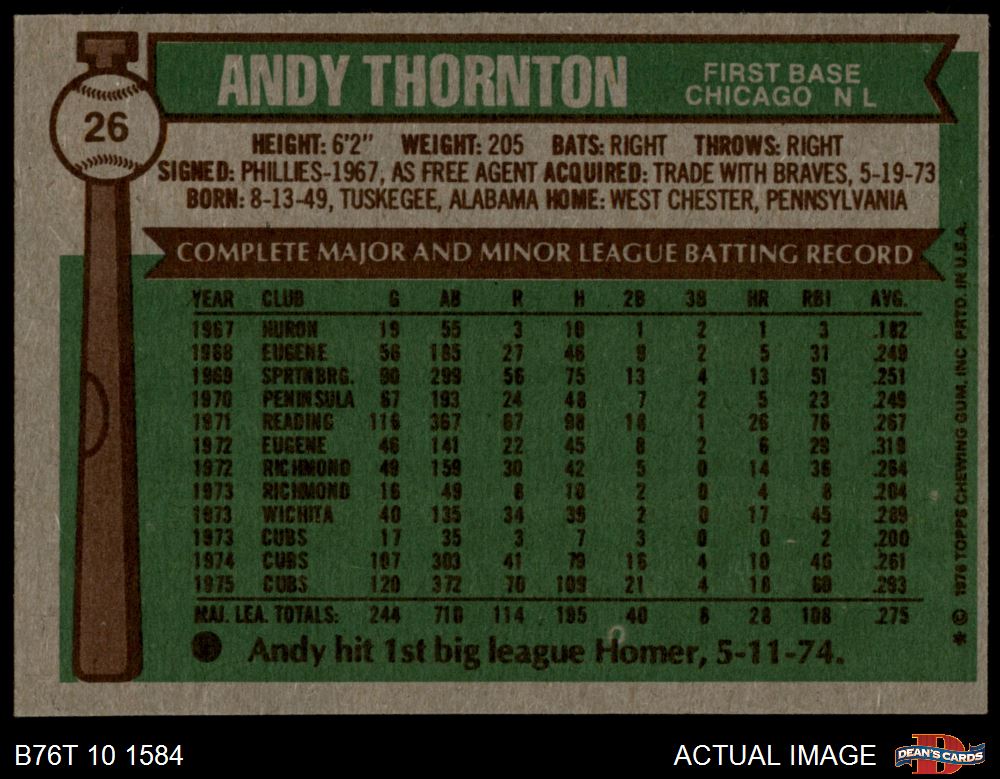 26
ANDY THORNTON
FIRST BASE
CHICAGO N L
HEIGHT: 6'2" WEIGHT: 205 BATS: RIGHT THROWS: RIGHT
SIGNED: PHILLIES-1967, AS FREE AGENT ACQUIRED: TRADE WITH BRAVES, 5-19-73
BORN: 8-13-49, TUSKEGEE, ALABAMA HOME: WEST CHESTER, PENNSYLVANIA
COMPLETE MAJOR AND MINOR LEAGUE BATTING RECORD
YEAR CLUB G AB R H 2B 3B HR RBI AVG.
1967 HURON 19 55 3 10 1 2 1 3 .182
1968 EUGENE 56 185 27 46 9 2 5 31 .249
1969 SPRTNBRG. 90 299 56 75 13 4 13 51 .251
1970 PENINSULA 67 193 24 48 7 2 5 23 .249
1971 READING 116 367 67 98 18 1 26 76 .267
1972 EUGENE 46 141 22 45 8 2 6 29 .319
1972 RICHMOND 49 159 30 42 5 0 14 36 .264
1973 RICHMOND 16 49 6 10 2 0 4 8 .204
1973 WICHITA 40 135 34 39 2 0 17 45 .289
1973 CUBS 17 35 3 7 3 0 0 2 .200
1974 CUBS 107 303 41 79 16 4 10 46 .261
1975 CUBS 120 372 70 109 21 4 18 60 .293
MAJ. LEA. TOTALS: 244 710 114 195 40 8 28 108 .275
Andy hit 1st big league Homer, 5-11-74.
* © 1976 TOPPS CHEWING GUM, INC PRTD. IN U.S.A.
B76T 10 1584
ACTUAL IMAGE
DEAN'S CARDS